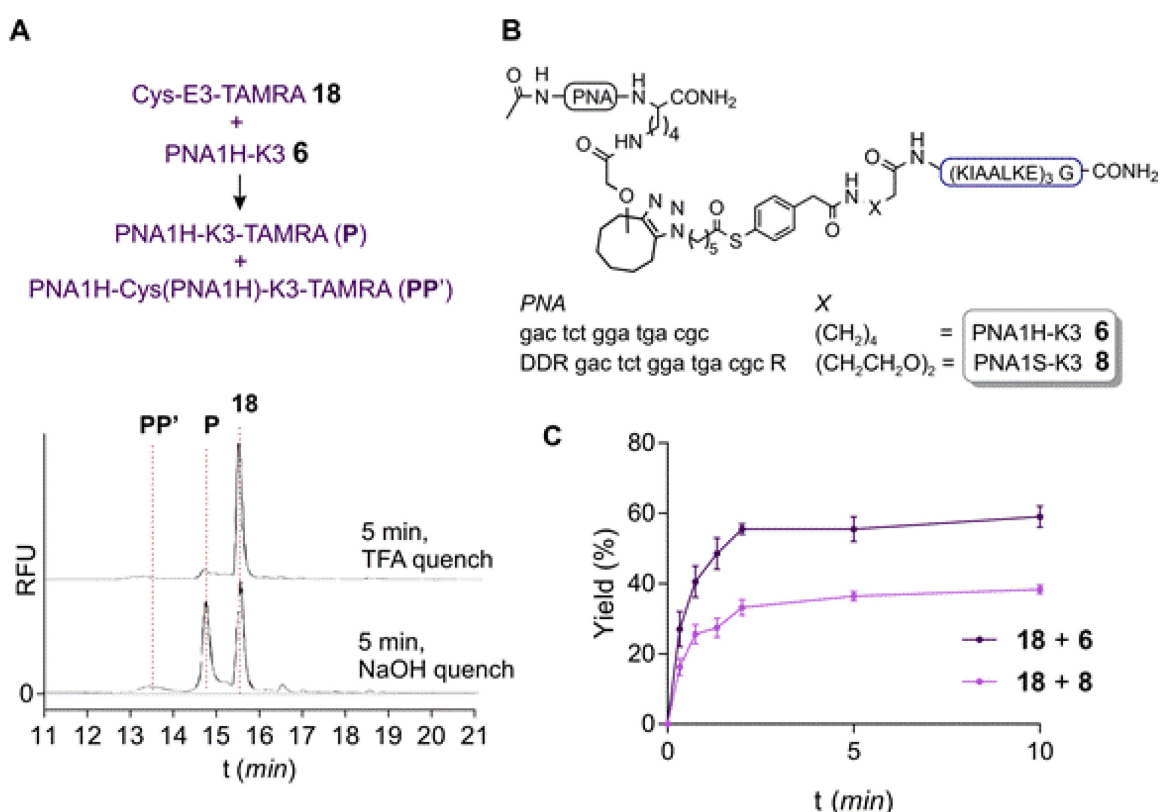 A
Cys-E3-TAMRA 18
+
PNA1H-K3 6
PNA1H-K3-TAMRA (P)
+
PNA1H-Cys(PNA1H)-K3-TAMRA (PP')
PP' P 18
5 min,
TFA quench
5 min,
NaOH quench
RFU
0
11 12 13 14 15 16 17 18 19 20 21
t (min)
B
O H N PNA H N CONH₂
HN ( )4
O
O
N N N
( )5 O S
O NH X O HN (KIAALKE)₃ G CONH₂
PNA X
gac tct gga tga cgc (CH₂)₄ = PNA1H-K3 6
DDR gac tct gga tga cgc R (CH₂CH₂O)₂ = PNA1S-K3 8
C
80
60
40
20
0
Yield (%)
18 + 6
18 + 8
0 5 10
t (min)